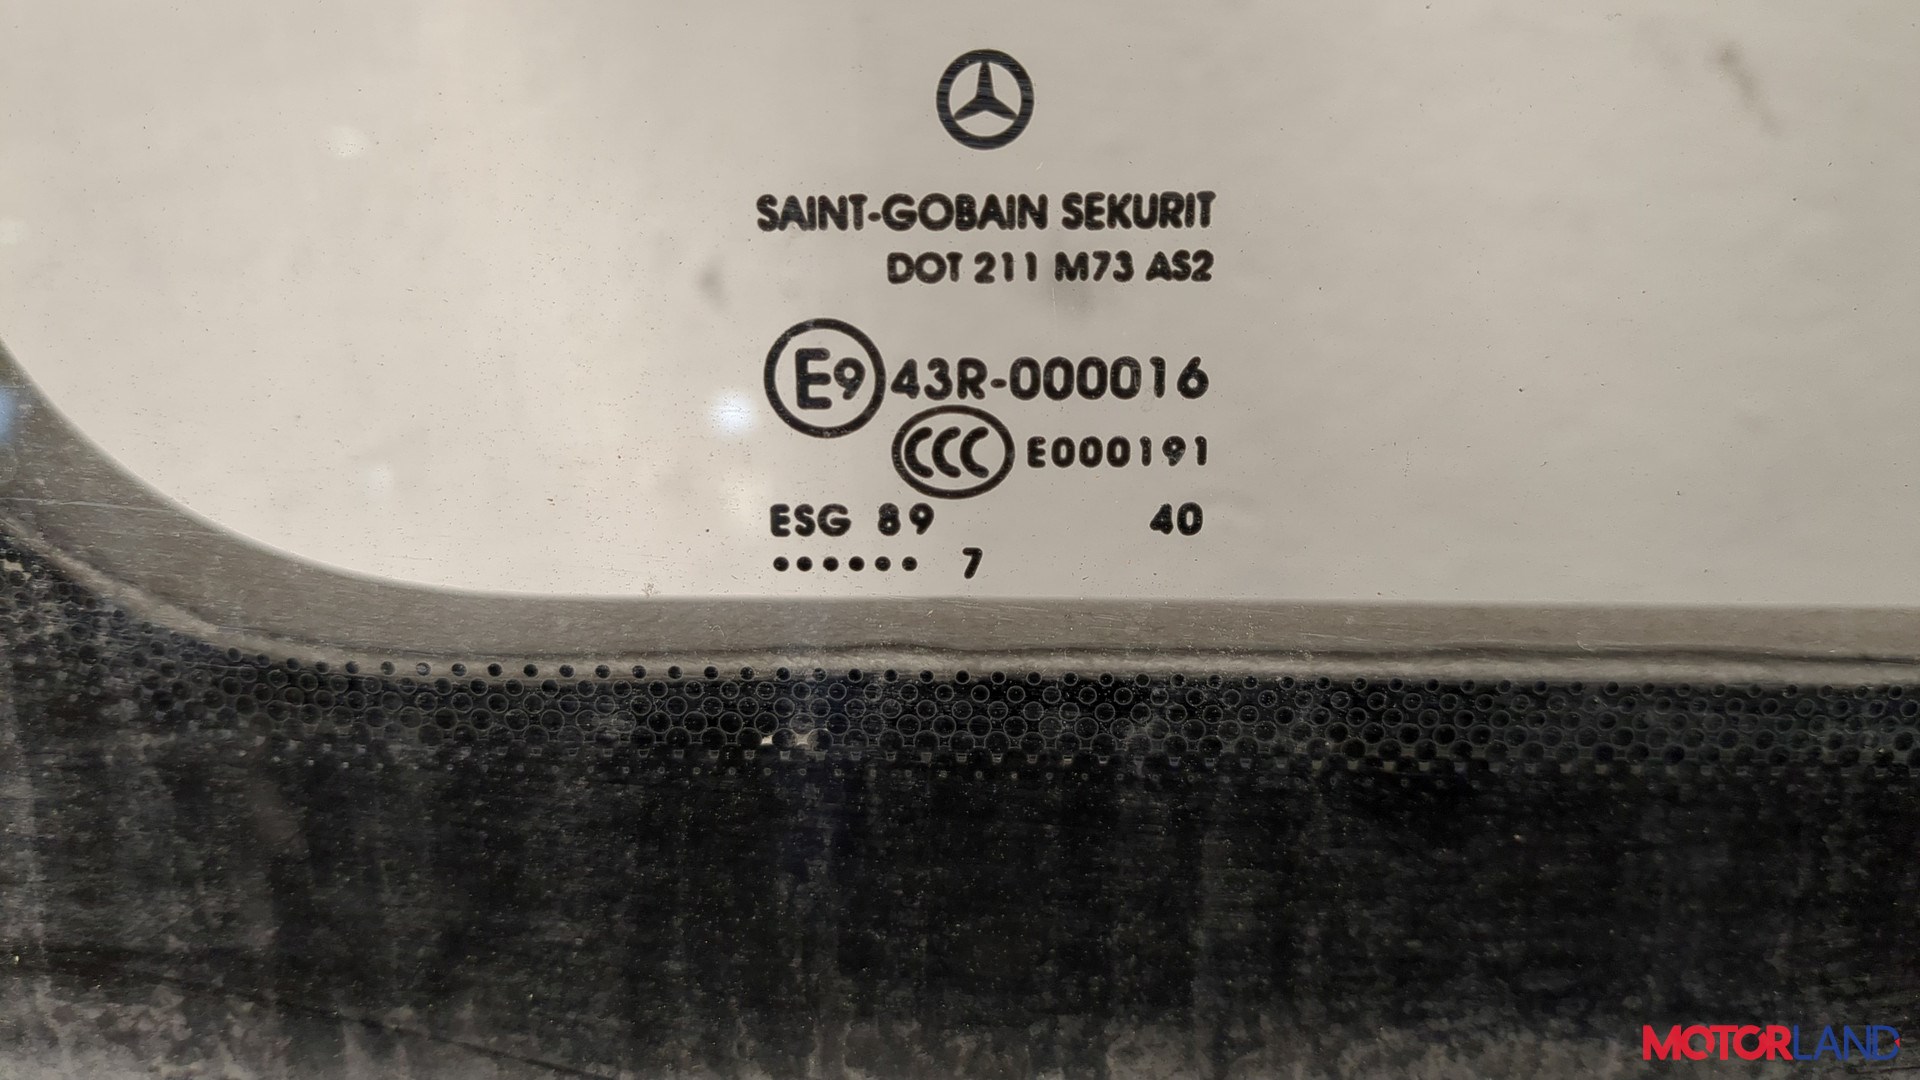 SAINT-GOBAIN SEKURIT
DOT 211 M73 AS2
E9 43R-000016
CCC E000191
ESG 89 40
...... 7
MOTORLAND